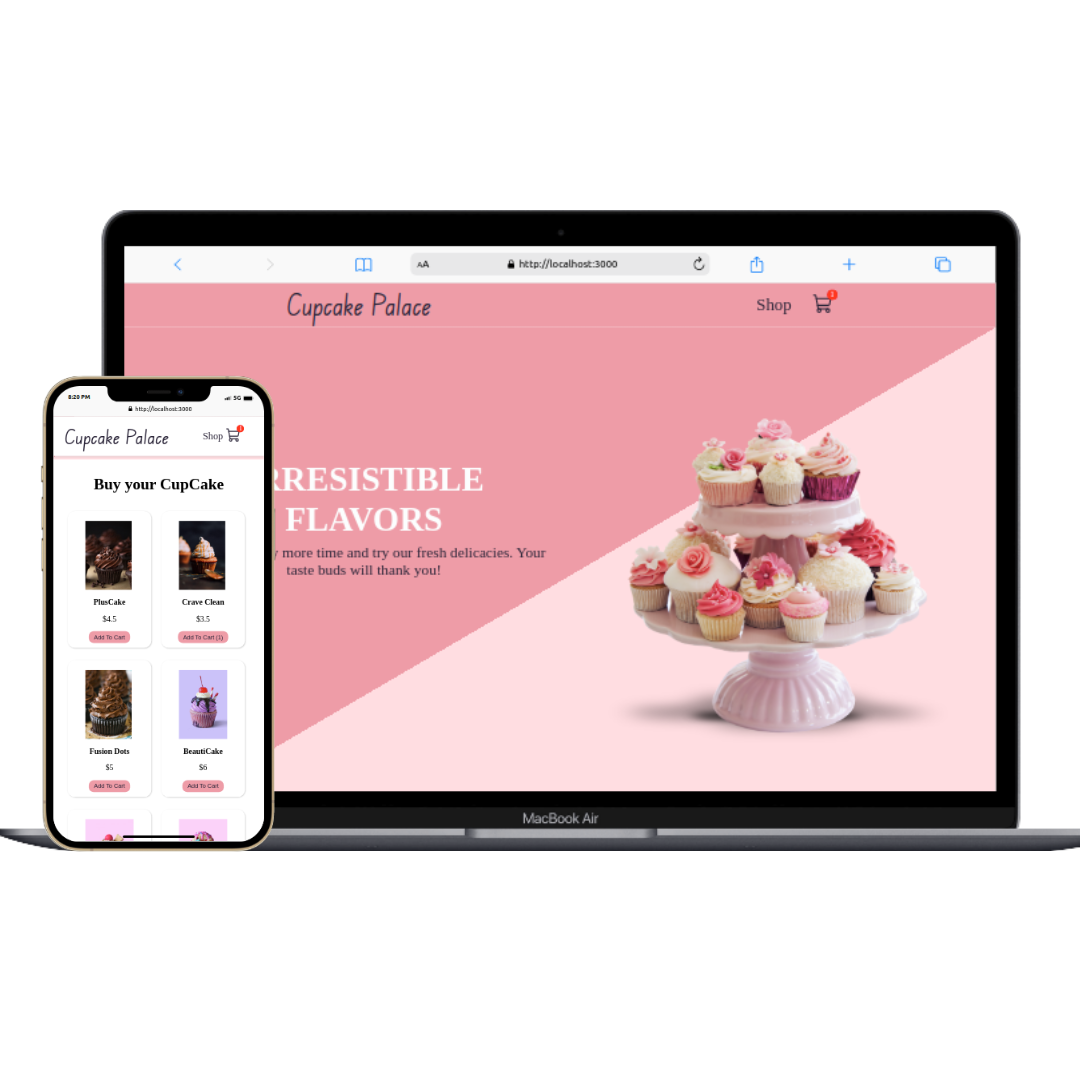 AA
http://localhost:3000
Cupcake Palace
Shop
1
RRESISTIBLE
FLAVORS
more time and try our fresh delicacies. Your
taste buds will thank you!
MacBook Air
8:20 PM
5G
http://localhost:3000
Cupcake Palace
Shop
1
Buy your CupCake
PlusCake
Crave Clean
$4.5
$3.5
Add To Cart
Add To Cart (1)
Fusion Dots
BeautiCake
$5
$6
Add To Cart
Add To Cart